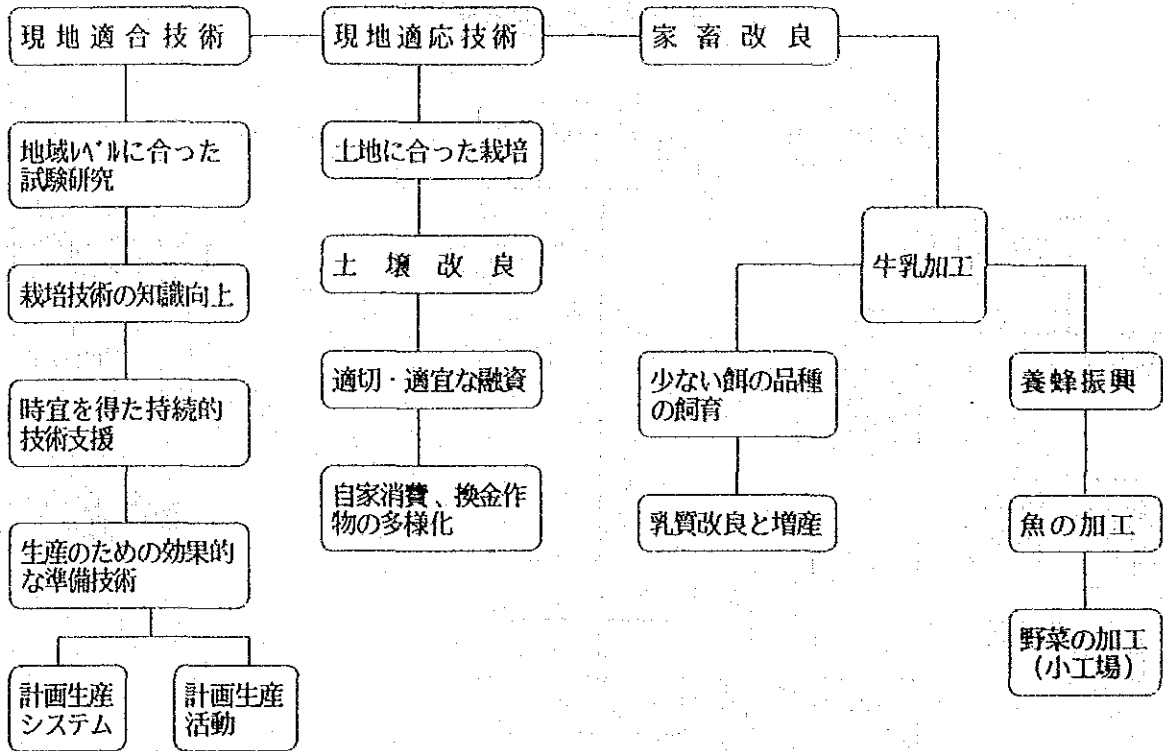 現地適合技術
現地適応技術
家畜改良
地域ﾚﾍﾞﾙに合った
試験研究
土地に合った栽培
栽培技術の知識向上
土壌改良
牛乳加工
時宜を得た持続的
技術支援
適切・適宜な融資
少ない餌の品種
の飼育
養蜂振興
生産のための効果的
な準備技術
自家消費、換金作
物の多様化
乳質改良と増産
魚の加工
計画生産
システム
計画生産
活動
野菜の加工
(小工場)